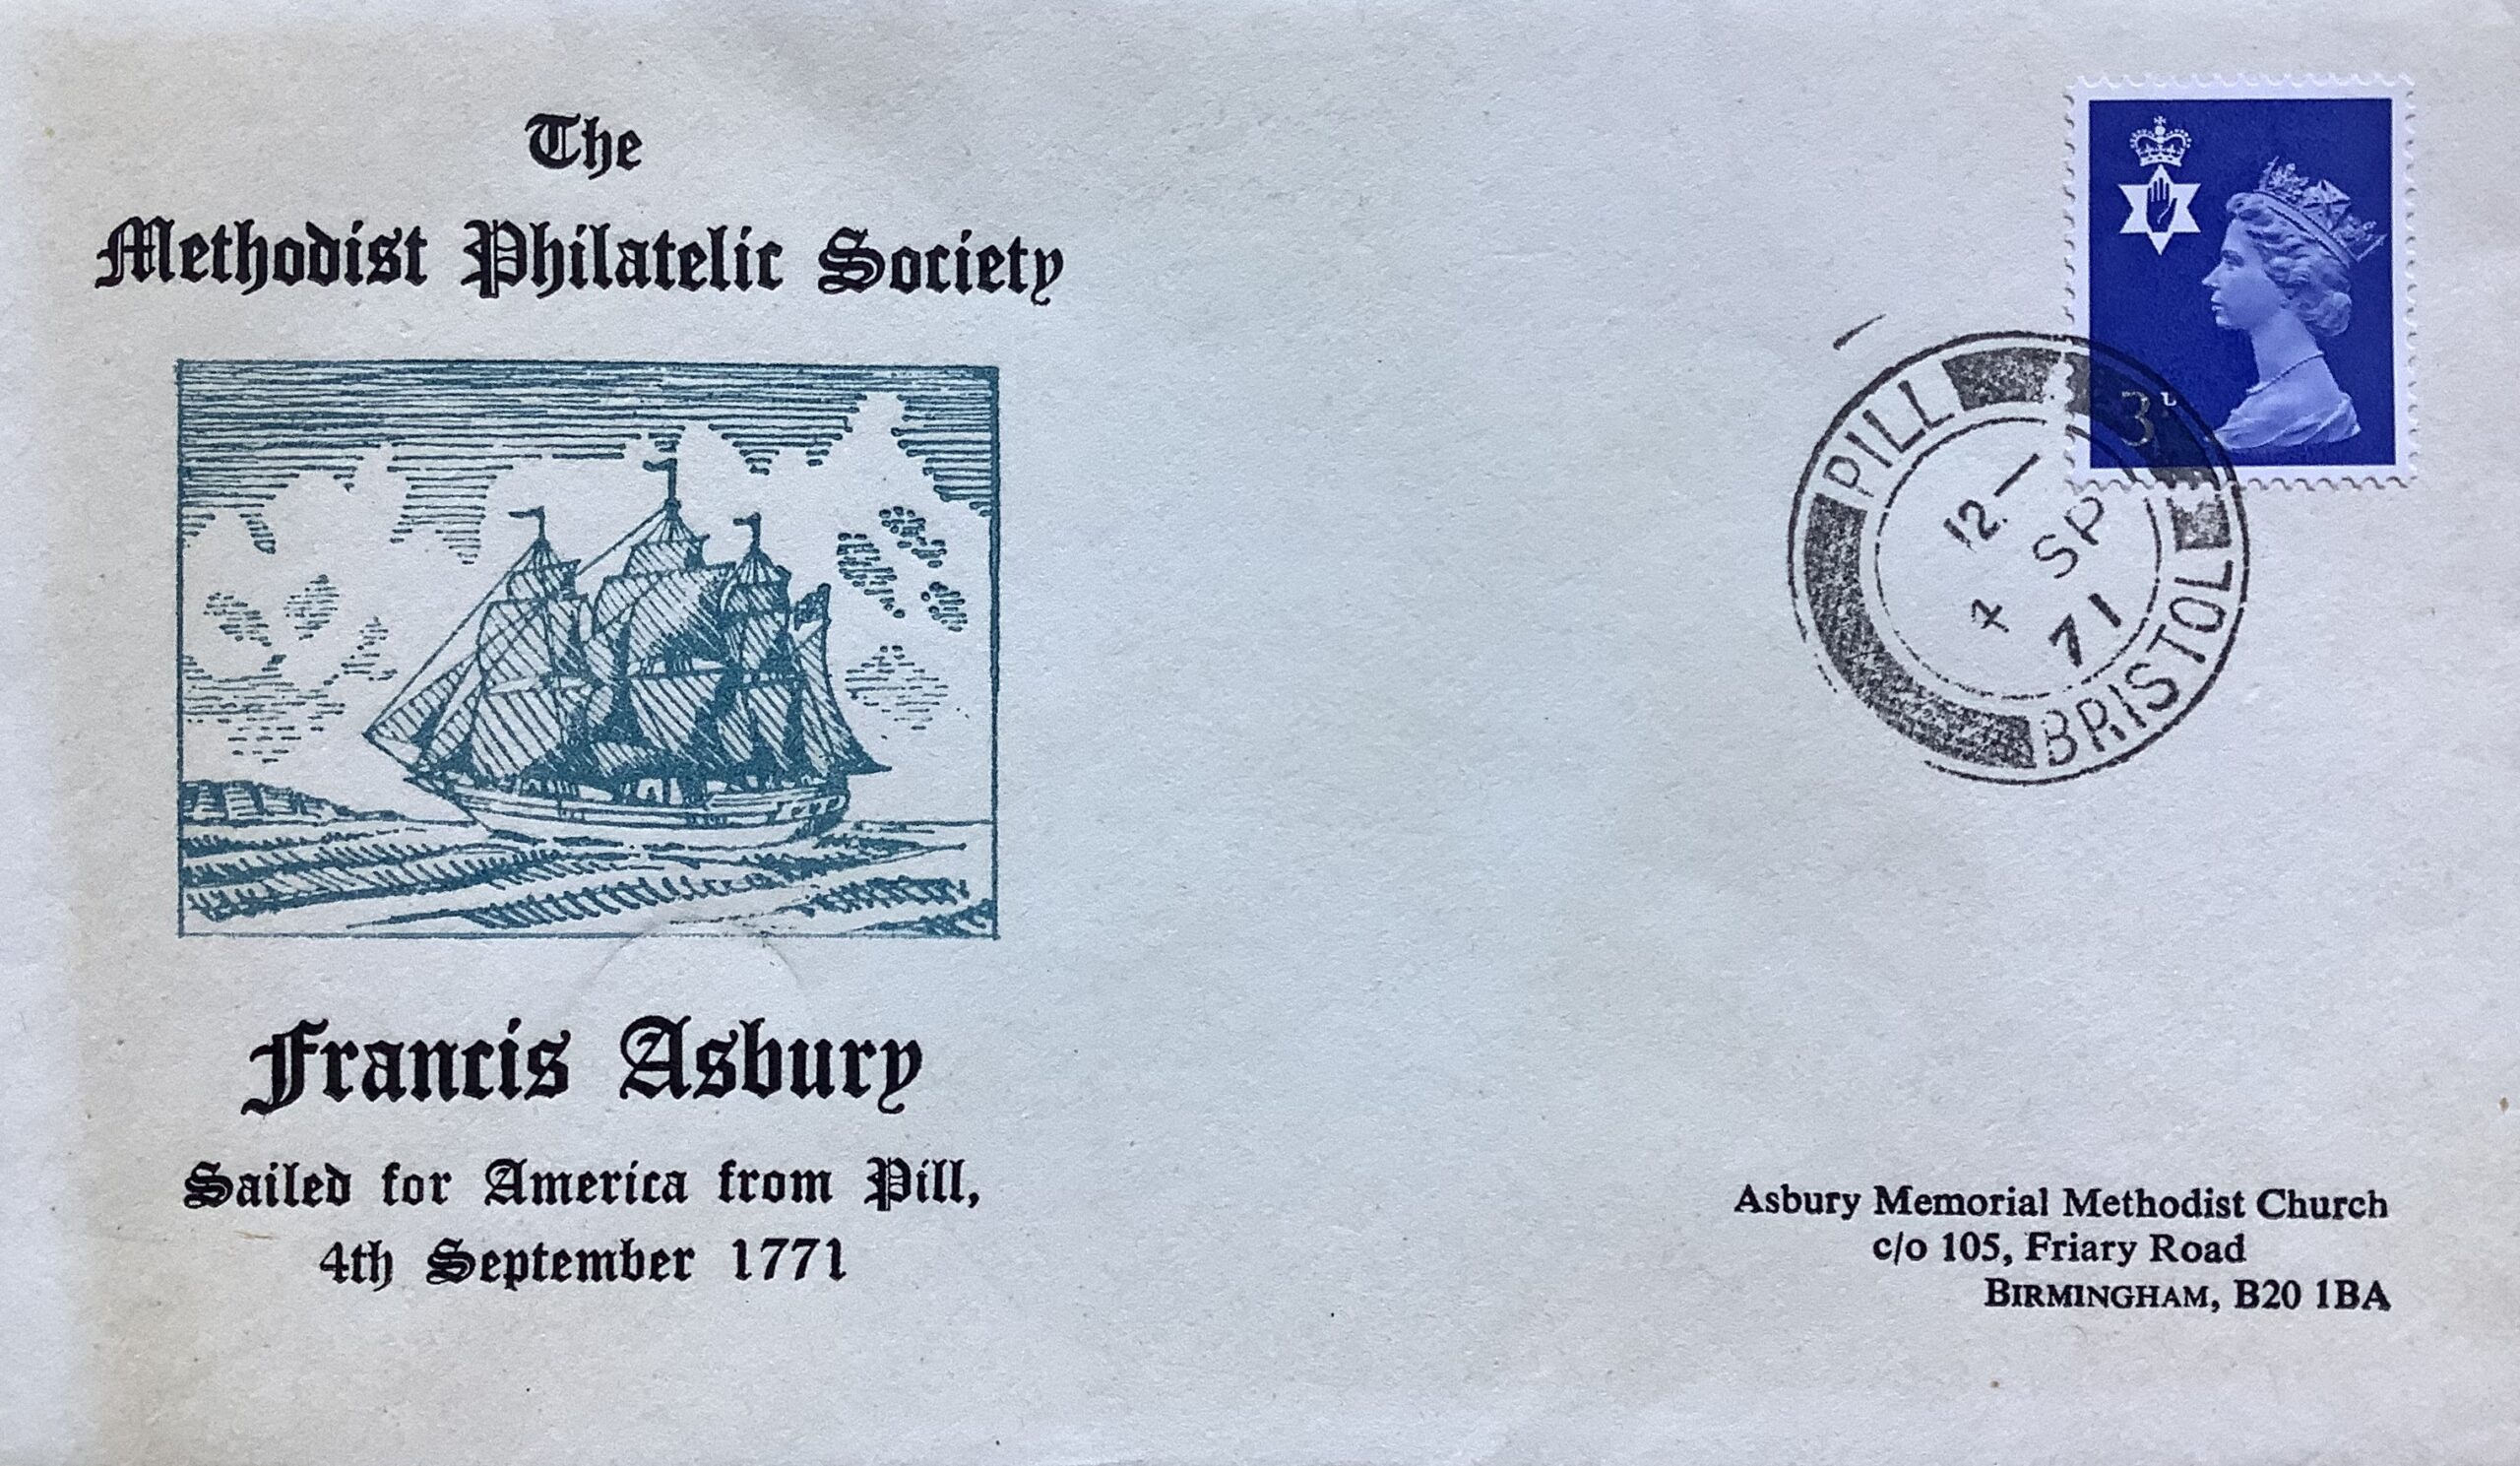 The
Methodist Philatelic Society
3P
PILL
12—
4 SP
71
BRISTOL
Francis Asbury
Sailed for America from Pill,
4th September 1771
Asbury Memorial Methodist Church
c/o 105, Friary Road
BIRMINGHAM, B20 1BA